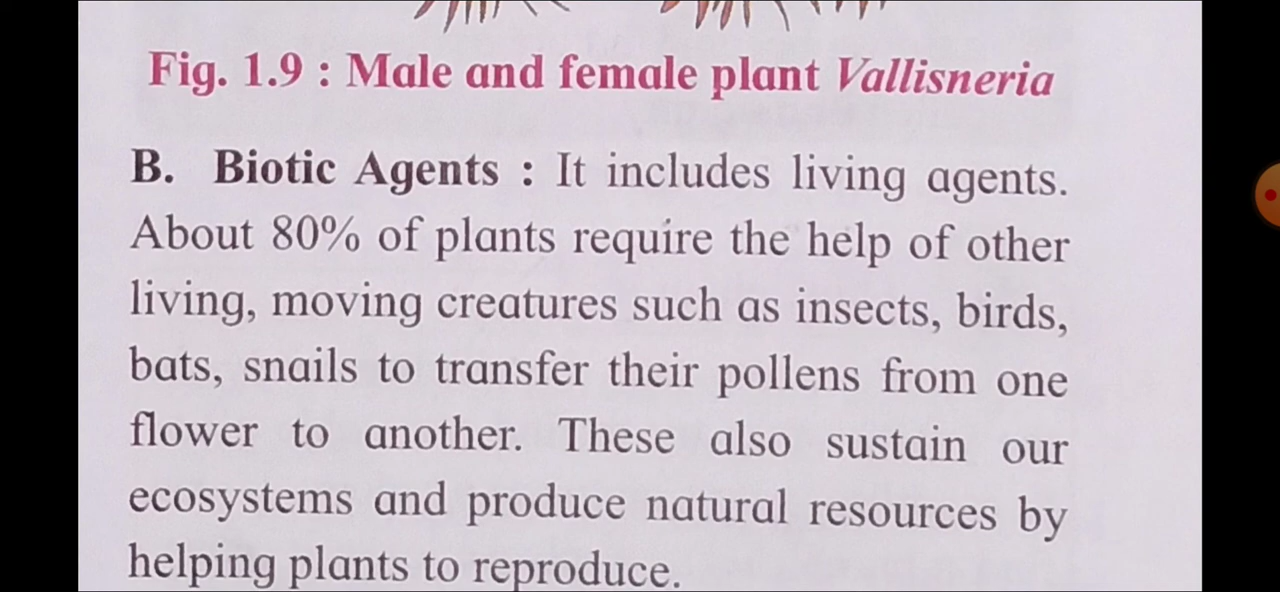 Fig. 1.9 : Male and female plant Vallisneria
B. Biotic Agents : It includes living agents.
About 80% of plants require the help of other
living, moving creatures such as insects, birds,
bats, snails to transfer their pollens from one
flower to another. These also sustain our
ecosystems and produce natural resources by
helping plants to reproduce.